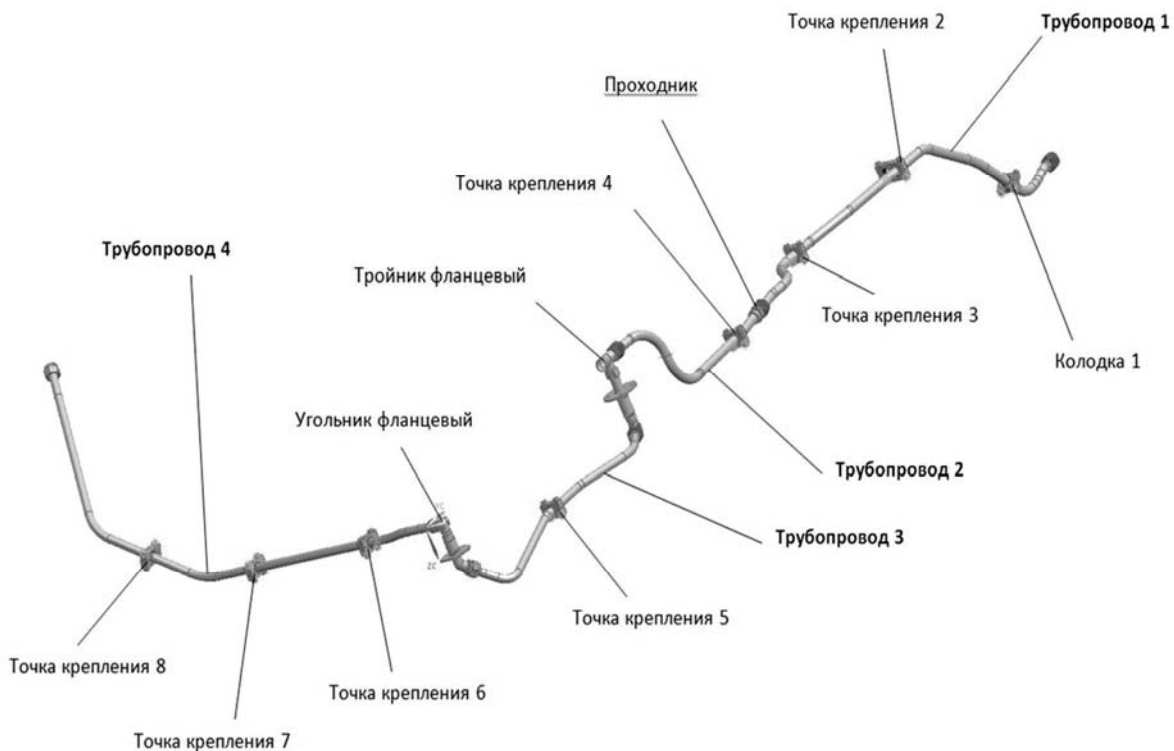 Точка крепления 2
Трубопровод 1
Проходник
Точка крепления 4
Трубопровод 4
Тройник фланцевый
Точка крепления 3
Колодка 1
Угольник фланцевый
Трубопровод 2
Трубопровод 3
Точка крепления 5
Точка крепления 8
Точка крепления 6
Точка крепления 7